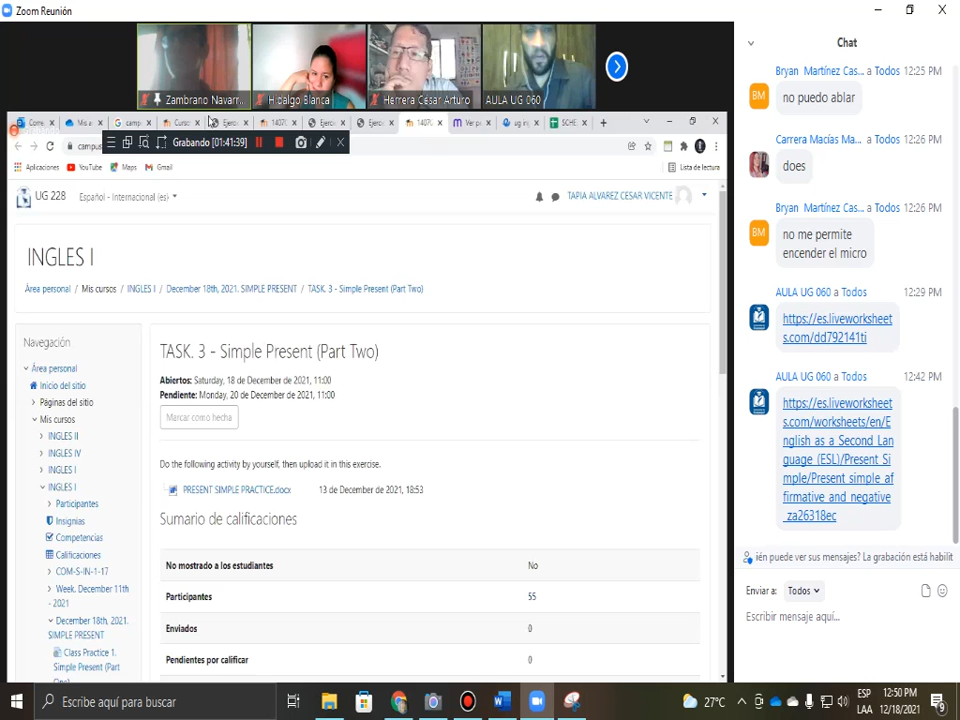 Zoom Reunión
Zambrano Navarr...
Hidalgo Blanca
Herrera César Arturo
AULA UG 060
Grabando 01:41:39
campus
Lista de lectura
Aplicaciones
YouTube
Maps
Gmail
UG 228
Español - Internacional (es)
TAPIA ALVAREZ CESAR VICENTE
INGLES I
Área personal / Mis cursos / INGLES I / December 18th, 2021. SIMPLE PRESENT / TASK. 3 - Simple Present (Part Two)
Navegación
Área personal
Inicio del sitio
Páginas del sitio
Mis cursos
INGLES II
INGLES IV
INGLES I
INGLES I
Participantes
Insignias
Competencias
Calificaciones
COM-S-IN-1-17
Week. December 11th
- 2021
December 18th, 2021.
SIMPLE PRESENT
Class Practice 1.
Simple Present (Part
TASK. 3 - Simple Present (Part Two)
Abiertos: Saturday, 18 de December de 2021, 11:00
Pendiente: Monday, 20 de December de 2021, 11:00
Marcar como hecha
Do the following activity by yourself, then upload it in this exercise.
PRESENT SIMPLE PRACTICE.docx 13 de December de 2021, 18:53
Sumario de calificaciones
No mostrado a los estudiantes No
Participantes 55
Enviados 0
Pendientes por calificar 0
Chat
Bryan Martínez Cas... a Todos 12:25 PM
BM
no puedo ablar
Carrera Macías Ma... a Todos 12:26 PM
does
Bryan Martínez Cas... a Todos 12:26 PM
BM
no me permite
encender el micro
AULA UG 060 a Todos 12:29 PM
https://es.liveworksheet
s.com/dd792141ti
AULA UG 060 a Todos 12:42 PM
https://es.liveworksheet
s.com/worksheets/en/E
nglish as a Second Lan
guage (ESL)/Present Si
mple/Present simple af
firmative and negative
_za26318ec
ién puede ver sus mensajes? La grabación está habilit
Enviar a: Todos
Escribir mensaje aquí...
Escribe aquí para buscar
27°C
ESP
LAA
12:50 PM
12/18/2021